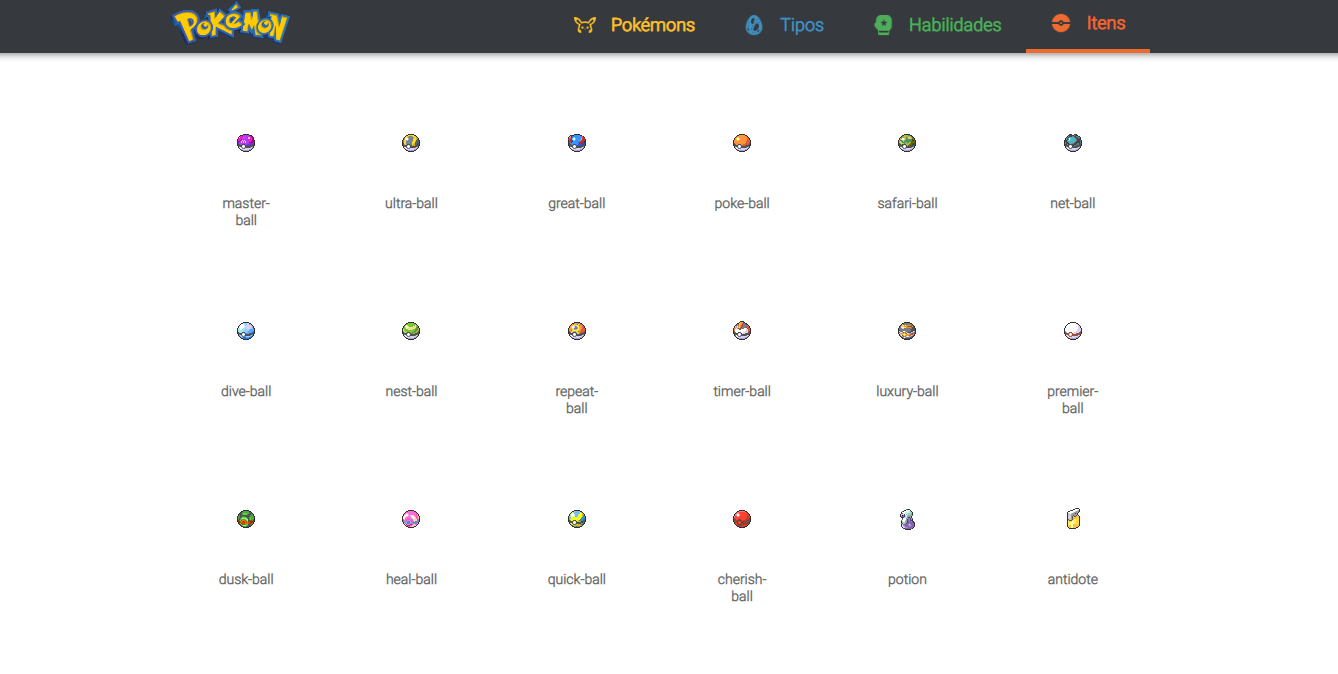 Pokémon
Pokémons
Tipos
Habilidades
Itens
master-
ball
ultra-ball
great-ball
poke-ball
safari-ball
net-ball
dive-ball
nest-ball
repeat-
ball
timer-ball
luxury-ball
premier-
ball
dusk-ball
heal-ball
quick-ball
cherish-
ball
potion
antidote